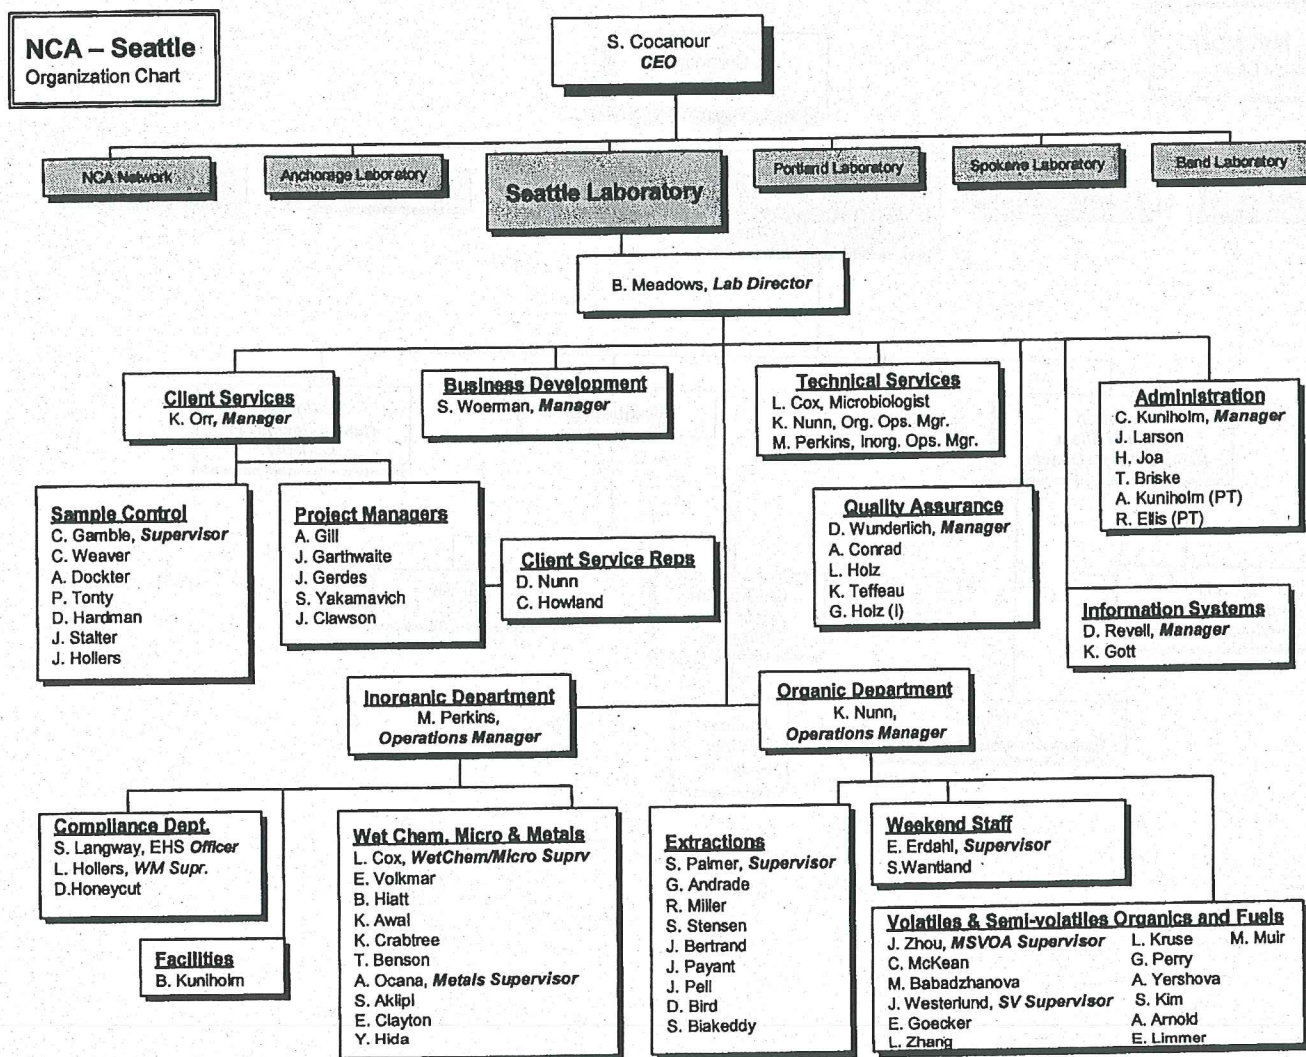 NCA – Seattle
Organization Chart
S. Cocanour
CEO
NCA Network
Anchorage Laboratory
Seattle Laboratory
Portland Laboratory
Spokane Laboratory
Bend Laboratory
B. Meadows, Lab Director
Client Services
K. Orr, Manager
Business Development
S. Woerman, Manager
Technical Services
L. Cox, Microbiologist
K. Nunn, Org. Ops. Mgr.
M. Perkins, Inorg. Ops. Mgr.
Administration
C. Kuniholm, Manager
J. Larson
H. Joa
T. Briske
A. Kuniholm (PT)
R. Ellis (PT)
Sample Control
C. Gamble, Supervisor
C. Weaver
A. Dockter
P. Tonty
D. Hardman
J. Stalter
J. Hollers
Project Managers
A. Gill
J. Garthwaite
J. Gerdes
S. Yakamavich
J. Clawson
Client Service Reps
D. Nunn
C. Howland
Quality Assurance
D. Wunderlich, Manager
A. Conrad
L. Holz
K. Teffeau
G. Holz (I)
Information Systems
D. Revell, Manager
K. Gott
Inorganic Department
M. Perkins,
Operations Manager
Organic Department
K. Nunn,
Operations Manager
Compliance Dept.
S. Langway, EHS Officer
L. Hollers, WM Supr.
D.Honeycut
Facilities
B. Kuniholm
Wet Chem, Micro & Metals
L. Cox, WetChem/Micro Suprv
E. Volkmar
B. Hiatt
K. Awal
K. Crabtree
T. Benson
A. Ocana, Metals Supervisor
S. Aklipi
E. Clayton
Y. Hida
Extractions
S. Palmer, Supervisor
G. Andrade
R. Miller
S. Stensen
J. Bertrand
J. Payant
J. Pell
D. Bird
S. Biakeddy
Weekend Staff
E. Erdahl, Supervisor
S.Wantland
Volatiles & Semi-volatiles Organics and Fuels
J. Zhou, MSVOA Supervisor
C. McKean
M. Babadzhanova
J. Westerlund, SV Supervisor
E. Goecker
L. Zhang
L. Kruse
G. Perry
A. Yershova
S. Kim
A. Arnold
E. Limmer
M. Muir